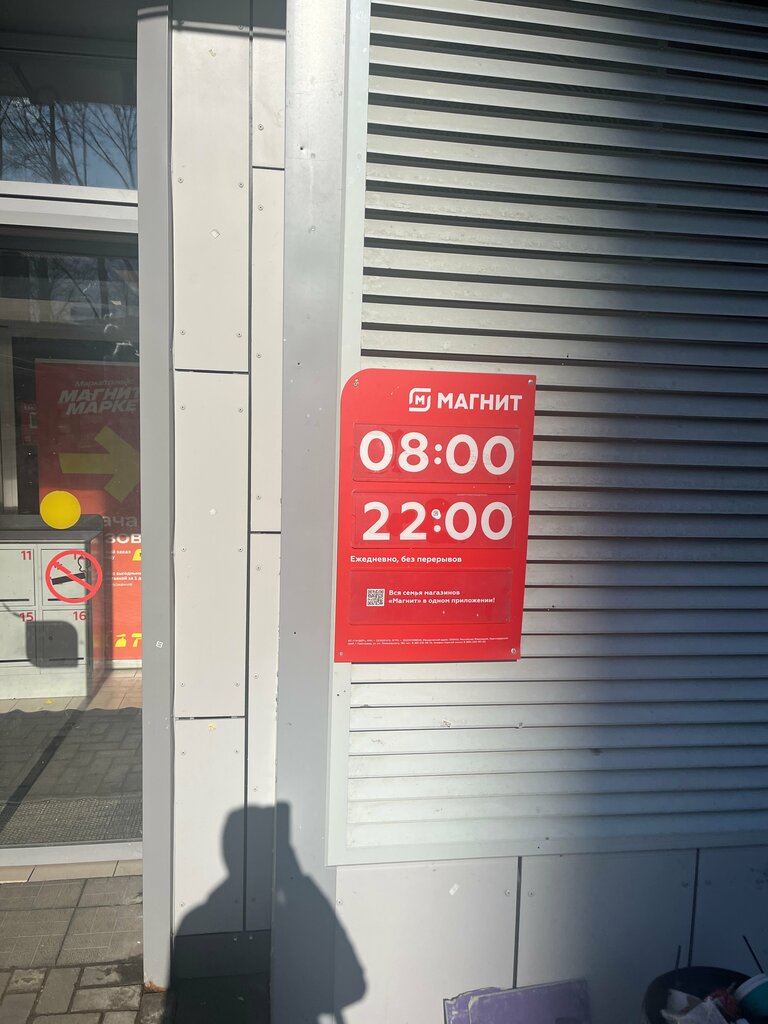 МАГНИТ
08:00
22:00
Ежедневно, без перерывов
Вся семья магазинов
«Магнит» в одном приложении!
МАГНИТ
МАРКЕ
11
15
16